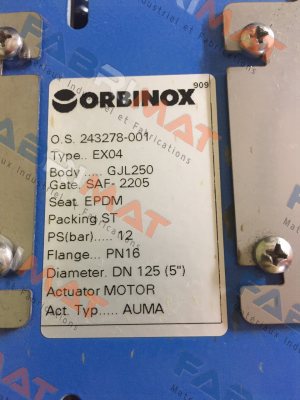 909
ORBINOX
O.S. 243278-001
Type.. EX04
Body ..... GJL250
Gate. SAF- 2205
Seat. EPDM
Packing ST
PS(bar)..... 12
Flange... PN16
Diameter. DN 125 (5")
Actuator MOTOR
Act. Typ..... AUMA
FABRIMAT